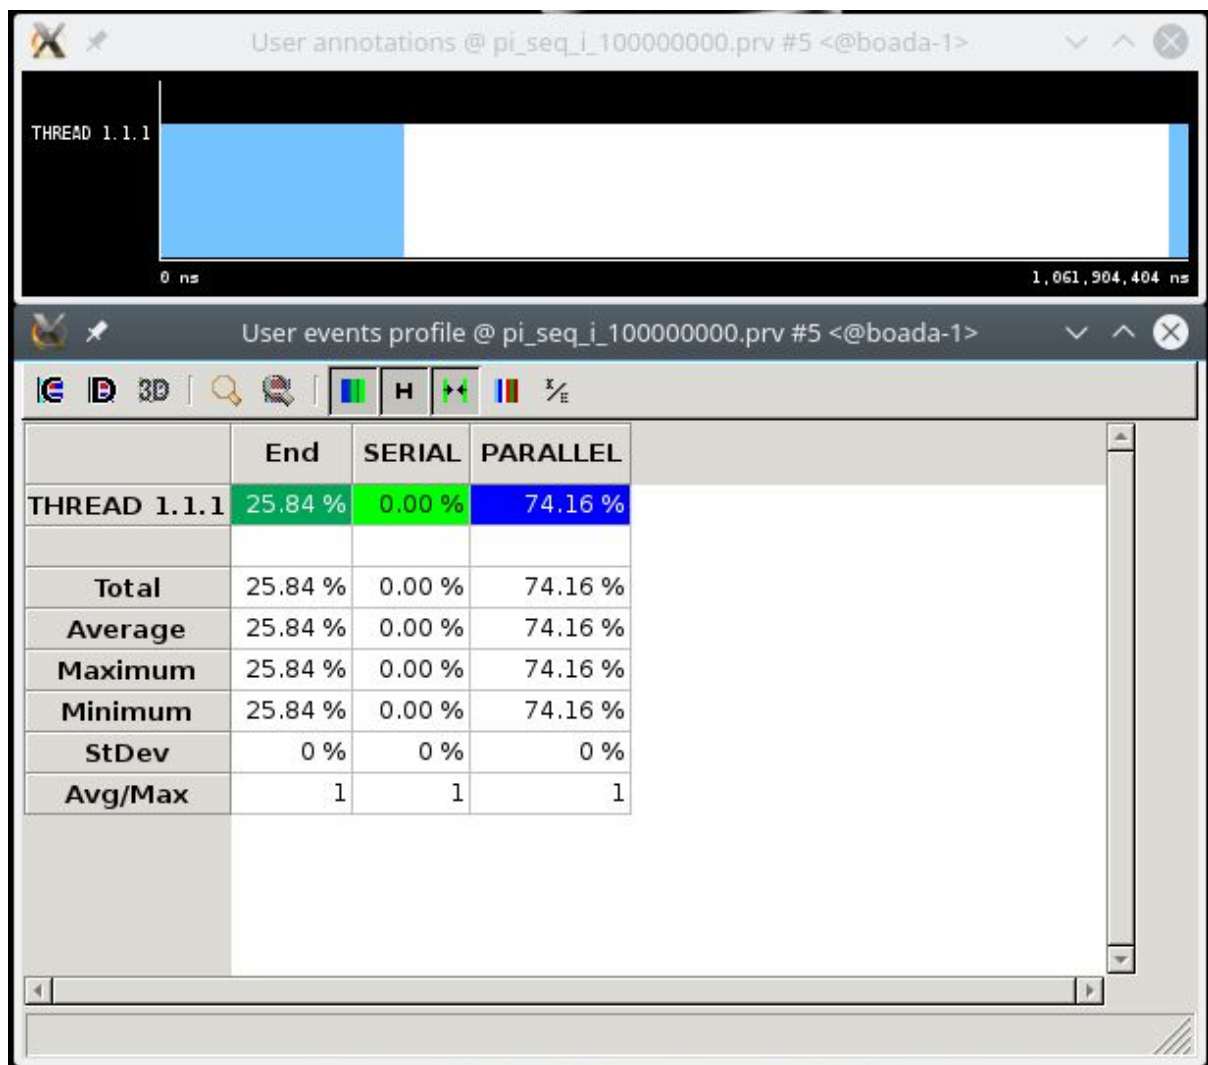 User annotations @ pi_seq_i_100000000.prv #5 <@boada-1>
THREAD 1.1.1
0 ns 1,061,904,404 ns
User events profile @ pi_seq_i_100000000.prv #5 <@boada-1>
3D H I/E
End SERIAL PARALLEL
THREAD 1.1.1 25.84 % 0.00 % 74.16 %
Total 25.84 % 0.00 % 74.16 %
Average 25.84 % 0.00 % 74.16 %
Maximum 25.84 % 0.00 % 74.16 %
Minimum 25.84 % 0.00 % 74.16 %
StDev 0 % 0 % 0 %
Avg/Max 1 1 1